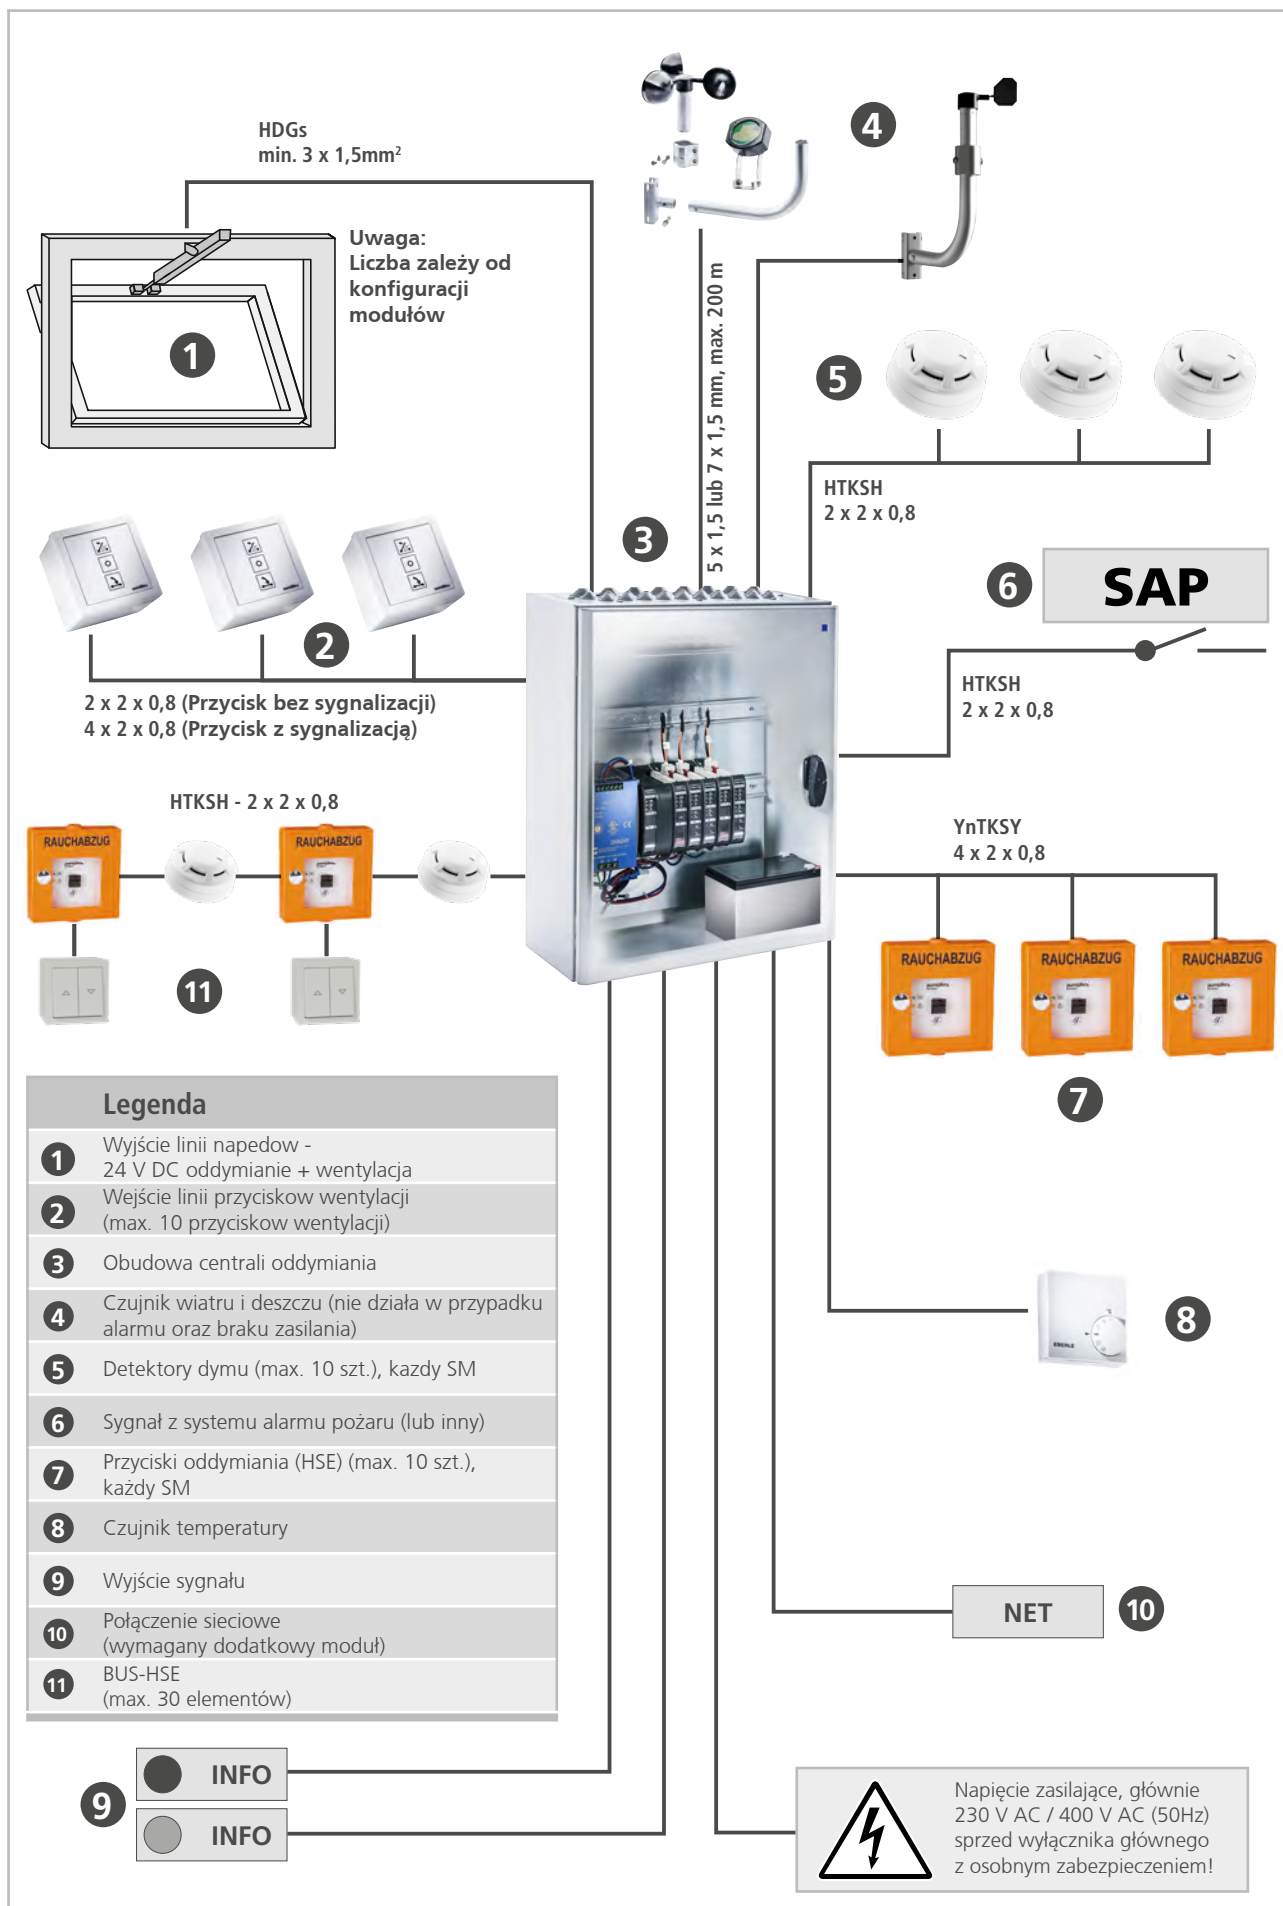 HDGs
min. 3 x 1,5mm²
4
Uwaga:
Liczba zależy od
konfiguracji
modułów
1
5 x 1,5 lub 7 x 1,5 mm, max. 200 m
5
HTKSH
2 x 2 x 0,8
3
6
SAP
2
2 x 2 x 0,8 (Przycisk bez sygnalizacji)
4 x 2 x 0,8 (Przycisk z sygnalizacją)
HTKSH
2 x 2 x 0,8
HTKSH - 2 x 2 x 0,8
RAUCHABZUG
RAUCHABZUG
11
YnTKSY
4 x 2 x 0,8
RAUCHABZUG
RAUCHABZUG
RAUCHABZUG
7
Legenda
1 Wyjście linii napedow -
24 V DC oddymianie + wentylacja
2 Wejście linii przyciskow wentylacji
(max. 10 przyciskow wentylacji)
3 Obudowa centrali oddymiania
4 Czujnik wiatru i deszczu (nie działa w przypadku
alarmu oraz braku zasilania)
5 Detektory dymu (max. 10 szt.), kazdy SM
6 Sygnał z systemu alarmu pożaru (lub inny)
7 Przyciski oddymiania (HSE) (max. 10 szt.),
każdy SM
8 Czujnik temperatury
9 Wyjście sygnału
10 Połączenie sieciowe
(wymagany dodatkowy moduł)
11 BUS-HSE
(max. 30 elementów)
EBERLE
8
NET
10
9
INFO
INFO
Napięcie zasilające, głównie
230 V AC / 400 V AC (50Hz)
sprzed wyłącznika głównego
z osobnym zabezpieczeniem!